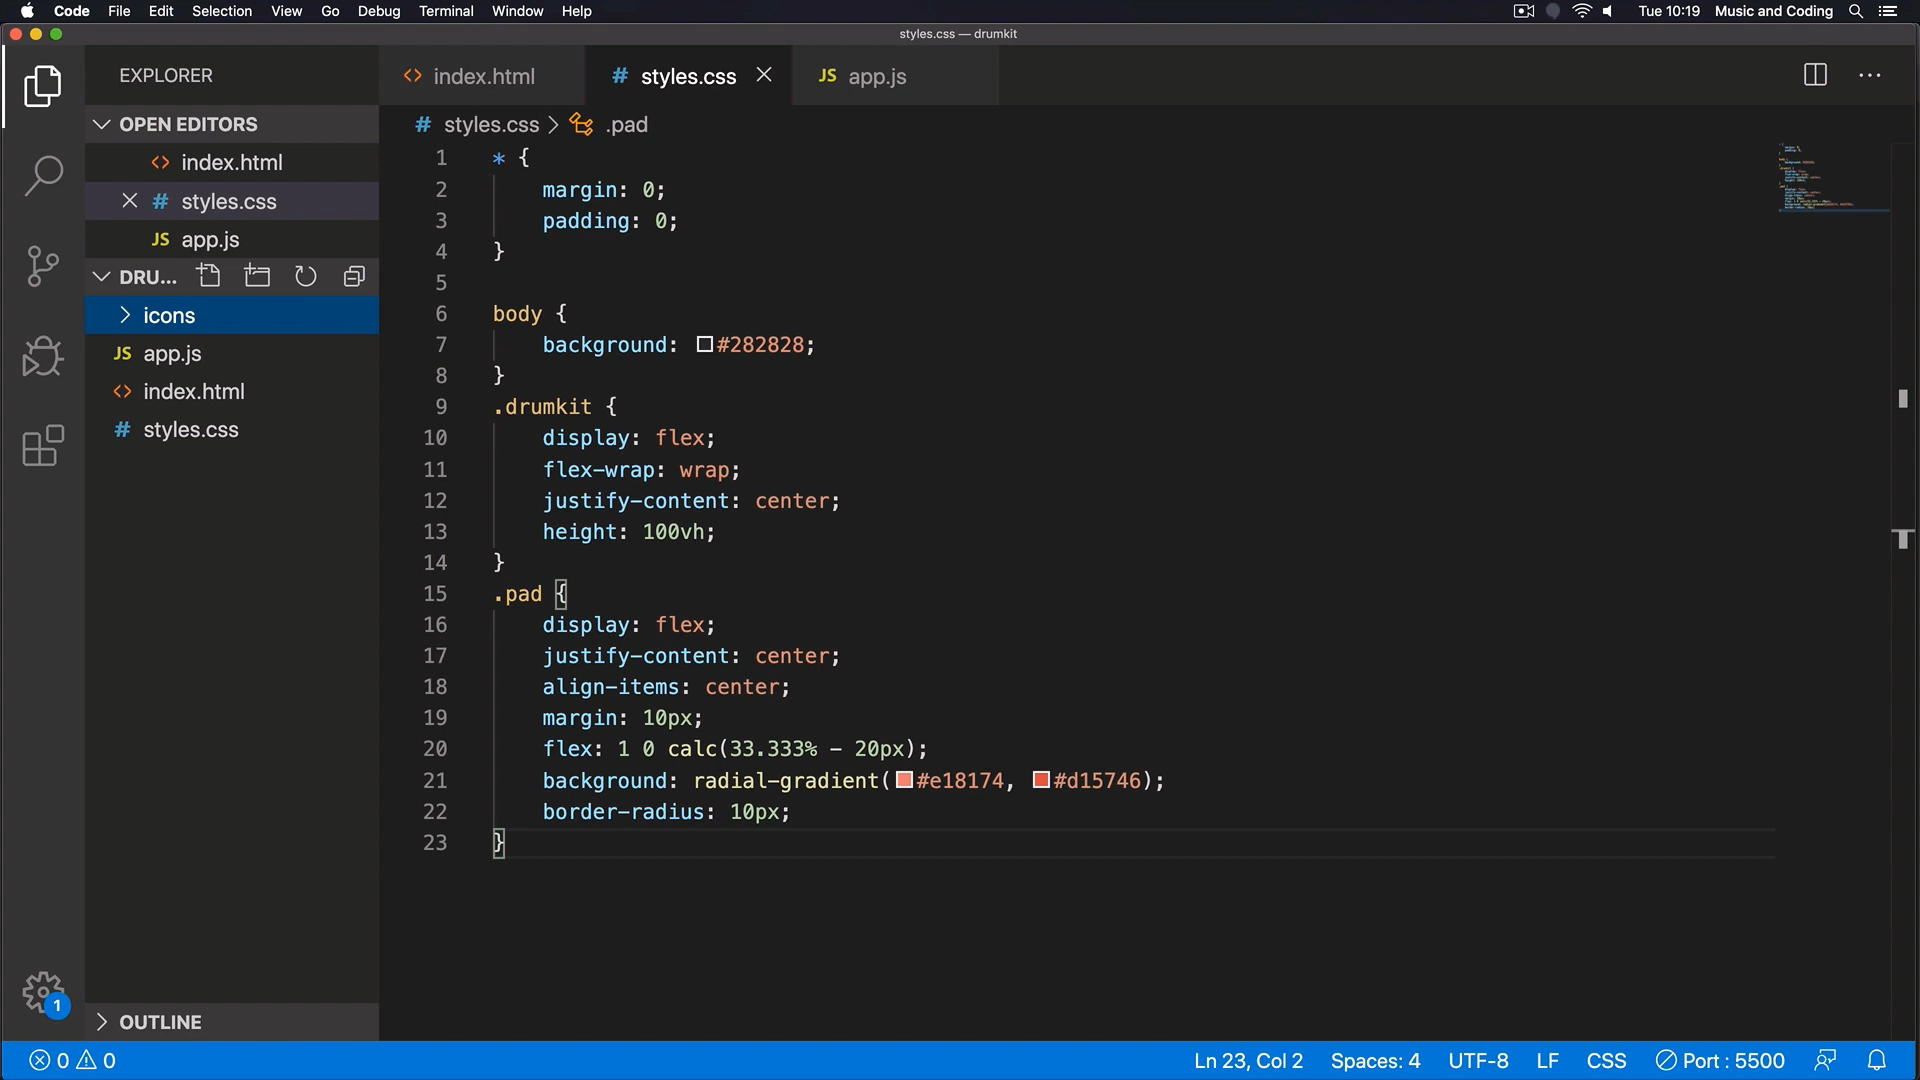 Code File Edit Selection View Go Debug Terminal Window Help Tue 10:19 Music and Coding
styles.css — drumkit
EXPLORER
OPEN EDITORS
index.html
styles.css
JS app.js
DRU...
icons
JS app.js
index.html
# styles.css
index.html # styles.css JS app.js
# styles.css > .pad
1 * {
2 margin: 0;
3 padding: 0;
4 }
5
6 body {
7 background: #282828;
8 }
9 .drumkit {
10 display: flex;
11 flex-wrap: wrap;
12 justify-content: center;
13 height: 100vh;
14 }
15 .pad {
16 display: flex;
17 justify-content: center;
18 align-items: center;
19 margin: 10px;
20 flex: 1 0 calc(33.333% - 20px);
21 background: radial-gradient(#e18174, #d15746);
22 border-radius: 10px;
23 }
1
OUTLINE
0 0 Ln 23, Col 2 Spaces: 4 UTF-8 LF CSS Port : 5500